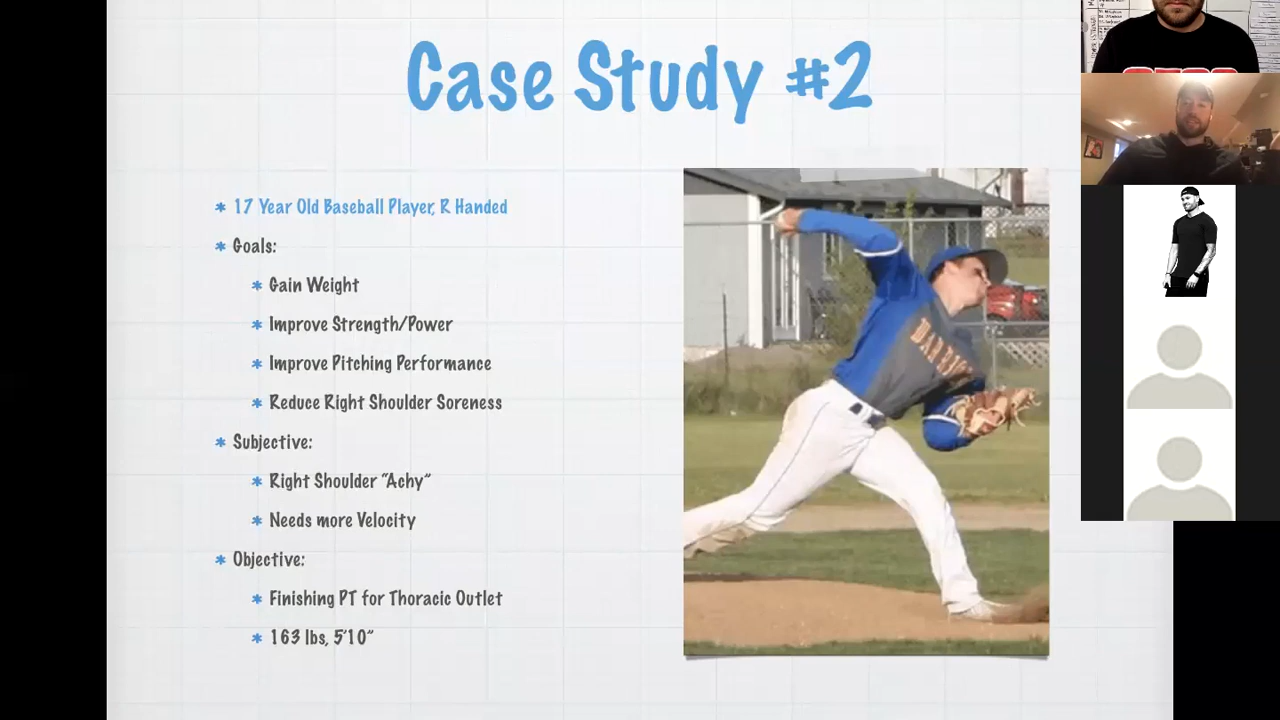 Case Study #2
* 17 Year Old Baseball Player, R Handed
* Goals:
* Gain Weight
* Improve Strength/Power
* Improve Pitching Performance
* Reduce Right Shoulder Soreness
* Subjective:
* Right Shoulder "Achy"
* Needs more Velocity
* Objective:
* Finishing PT for Thoracic Outlet
* 163 lbs, 5'10"